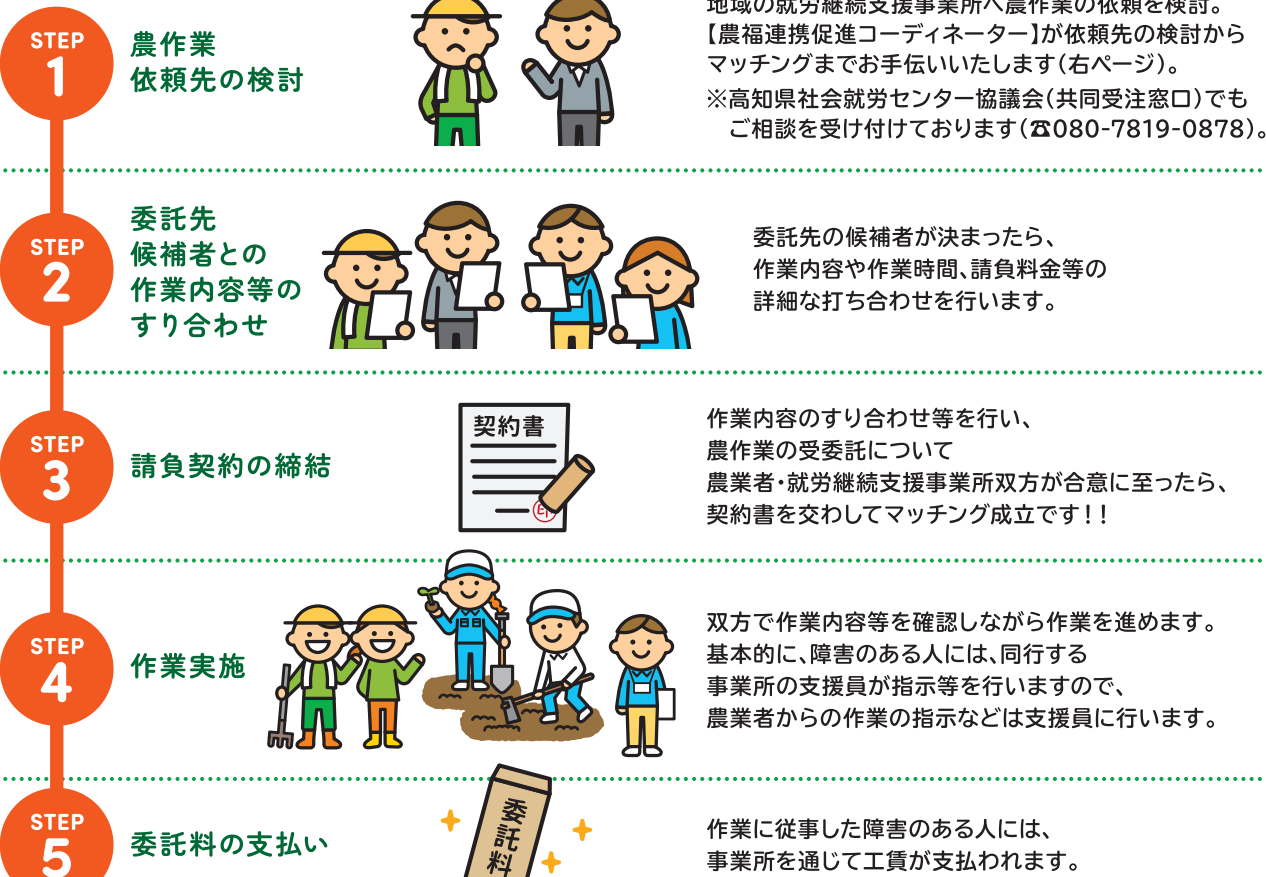 STEP
1
農作業
依頼先の検討
地域の就労継続支援事業所へ農作業の依頼を検討。
【農福連携促進コーディネーター】が依頼先の検討から
マッチングまでお手伝いいたします(右ページ)。
※高知県社会就労センター協議会(共同受注窓口)でも
ご相談を受け付けております(☎080-7819-0878)。
STEP
2
委託先
候補者との
作業内容等の
すり合わせ
委託先の候補者が決まったら、
作業内容や作業時間、請負料金等の
詳細な打ち合わせを行います。
STEP
3
請負契約の締結
契約書
印
作業内容のすり合わせ等を行い、
農作業の受委託について
農業者・就労継続支援事業所双方が合意に至ったら、
契約書を交わしてマッチング成立です!!
STEP
4
作業実施
双方で作業内容等を確認しながら作業を進めます。
基本的に、障害のある人には、同行する
事業所の支援員が指示等を行いますので、
農業者からの作業の指示などは支援員に行います。
STEP
5
委託料の支払い
委託料
作業に従事した障害のある人には、
事業所を通じて工賃が支払われます。